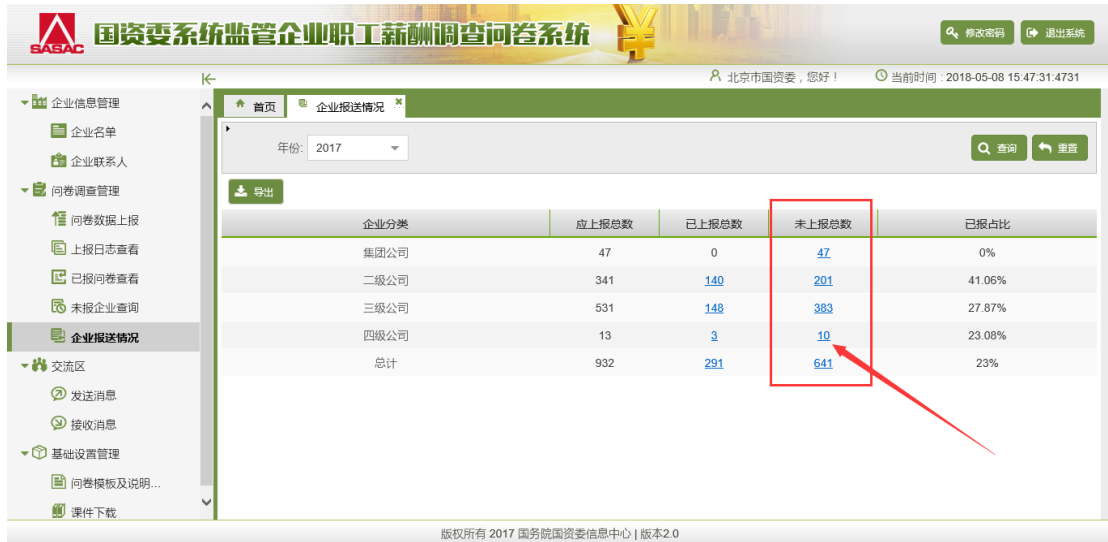 SASAC 国资委系统监管企业职工薪酬调查问卷系统 修改密码 退出系统
北京市国资委，您好！ 当前时间 : 2018-05-08 15:47:31:4731
企业信息管理
企业名单
企业联系人
问卷调查管理
问卷数据上报
上报日志查看
已报问卷查看
未报企业查询
企业报送情况
交流区
发送消息
接收消息
基础设置管理
问卷模板及说明...
课件下载
首页 企业报送情况
年份: 2017 查询 重置
导出
企业分类 应上报总数 已上报总数 未上报总数 已报占比
集团公司 47 0 47 0%
二级公司 341 140 201 41.06%
三级公司 531 148 383 27.87%
四级公司 13 3 10 23.08%
总计 932 291 641 23%
版权所有 2017 国务院国资委信息中心 | 版本2.0